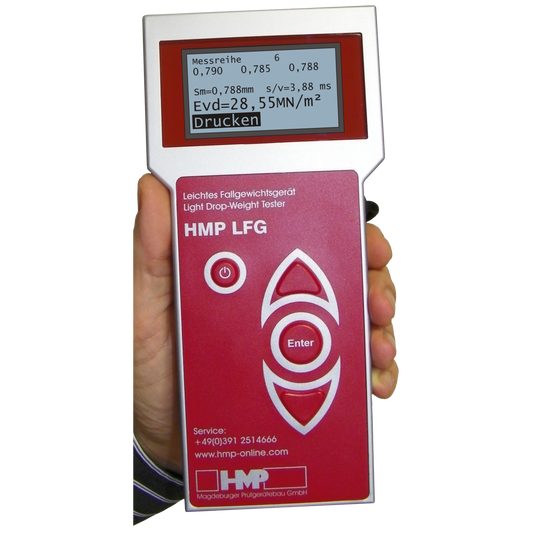 Messreihe 6
0,790 0,785 0,788
Sm=0,788mm s/v=3,88 ms
Evd=28,55MN/m²
Drucken
Leichtes Fallgewichtsgerät
Light Drop-Weight Tester
HMP LFG
Enter
Service:
+49(0)391 2514666
www.hmp-online.com
HMP
Magdeburger Prüfgerätebau GmbH